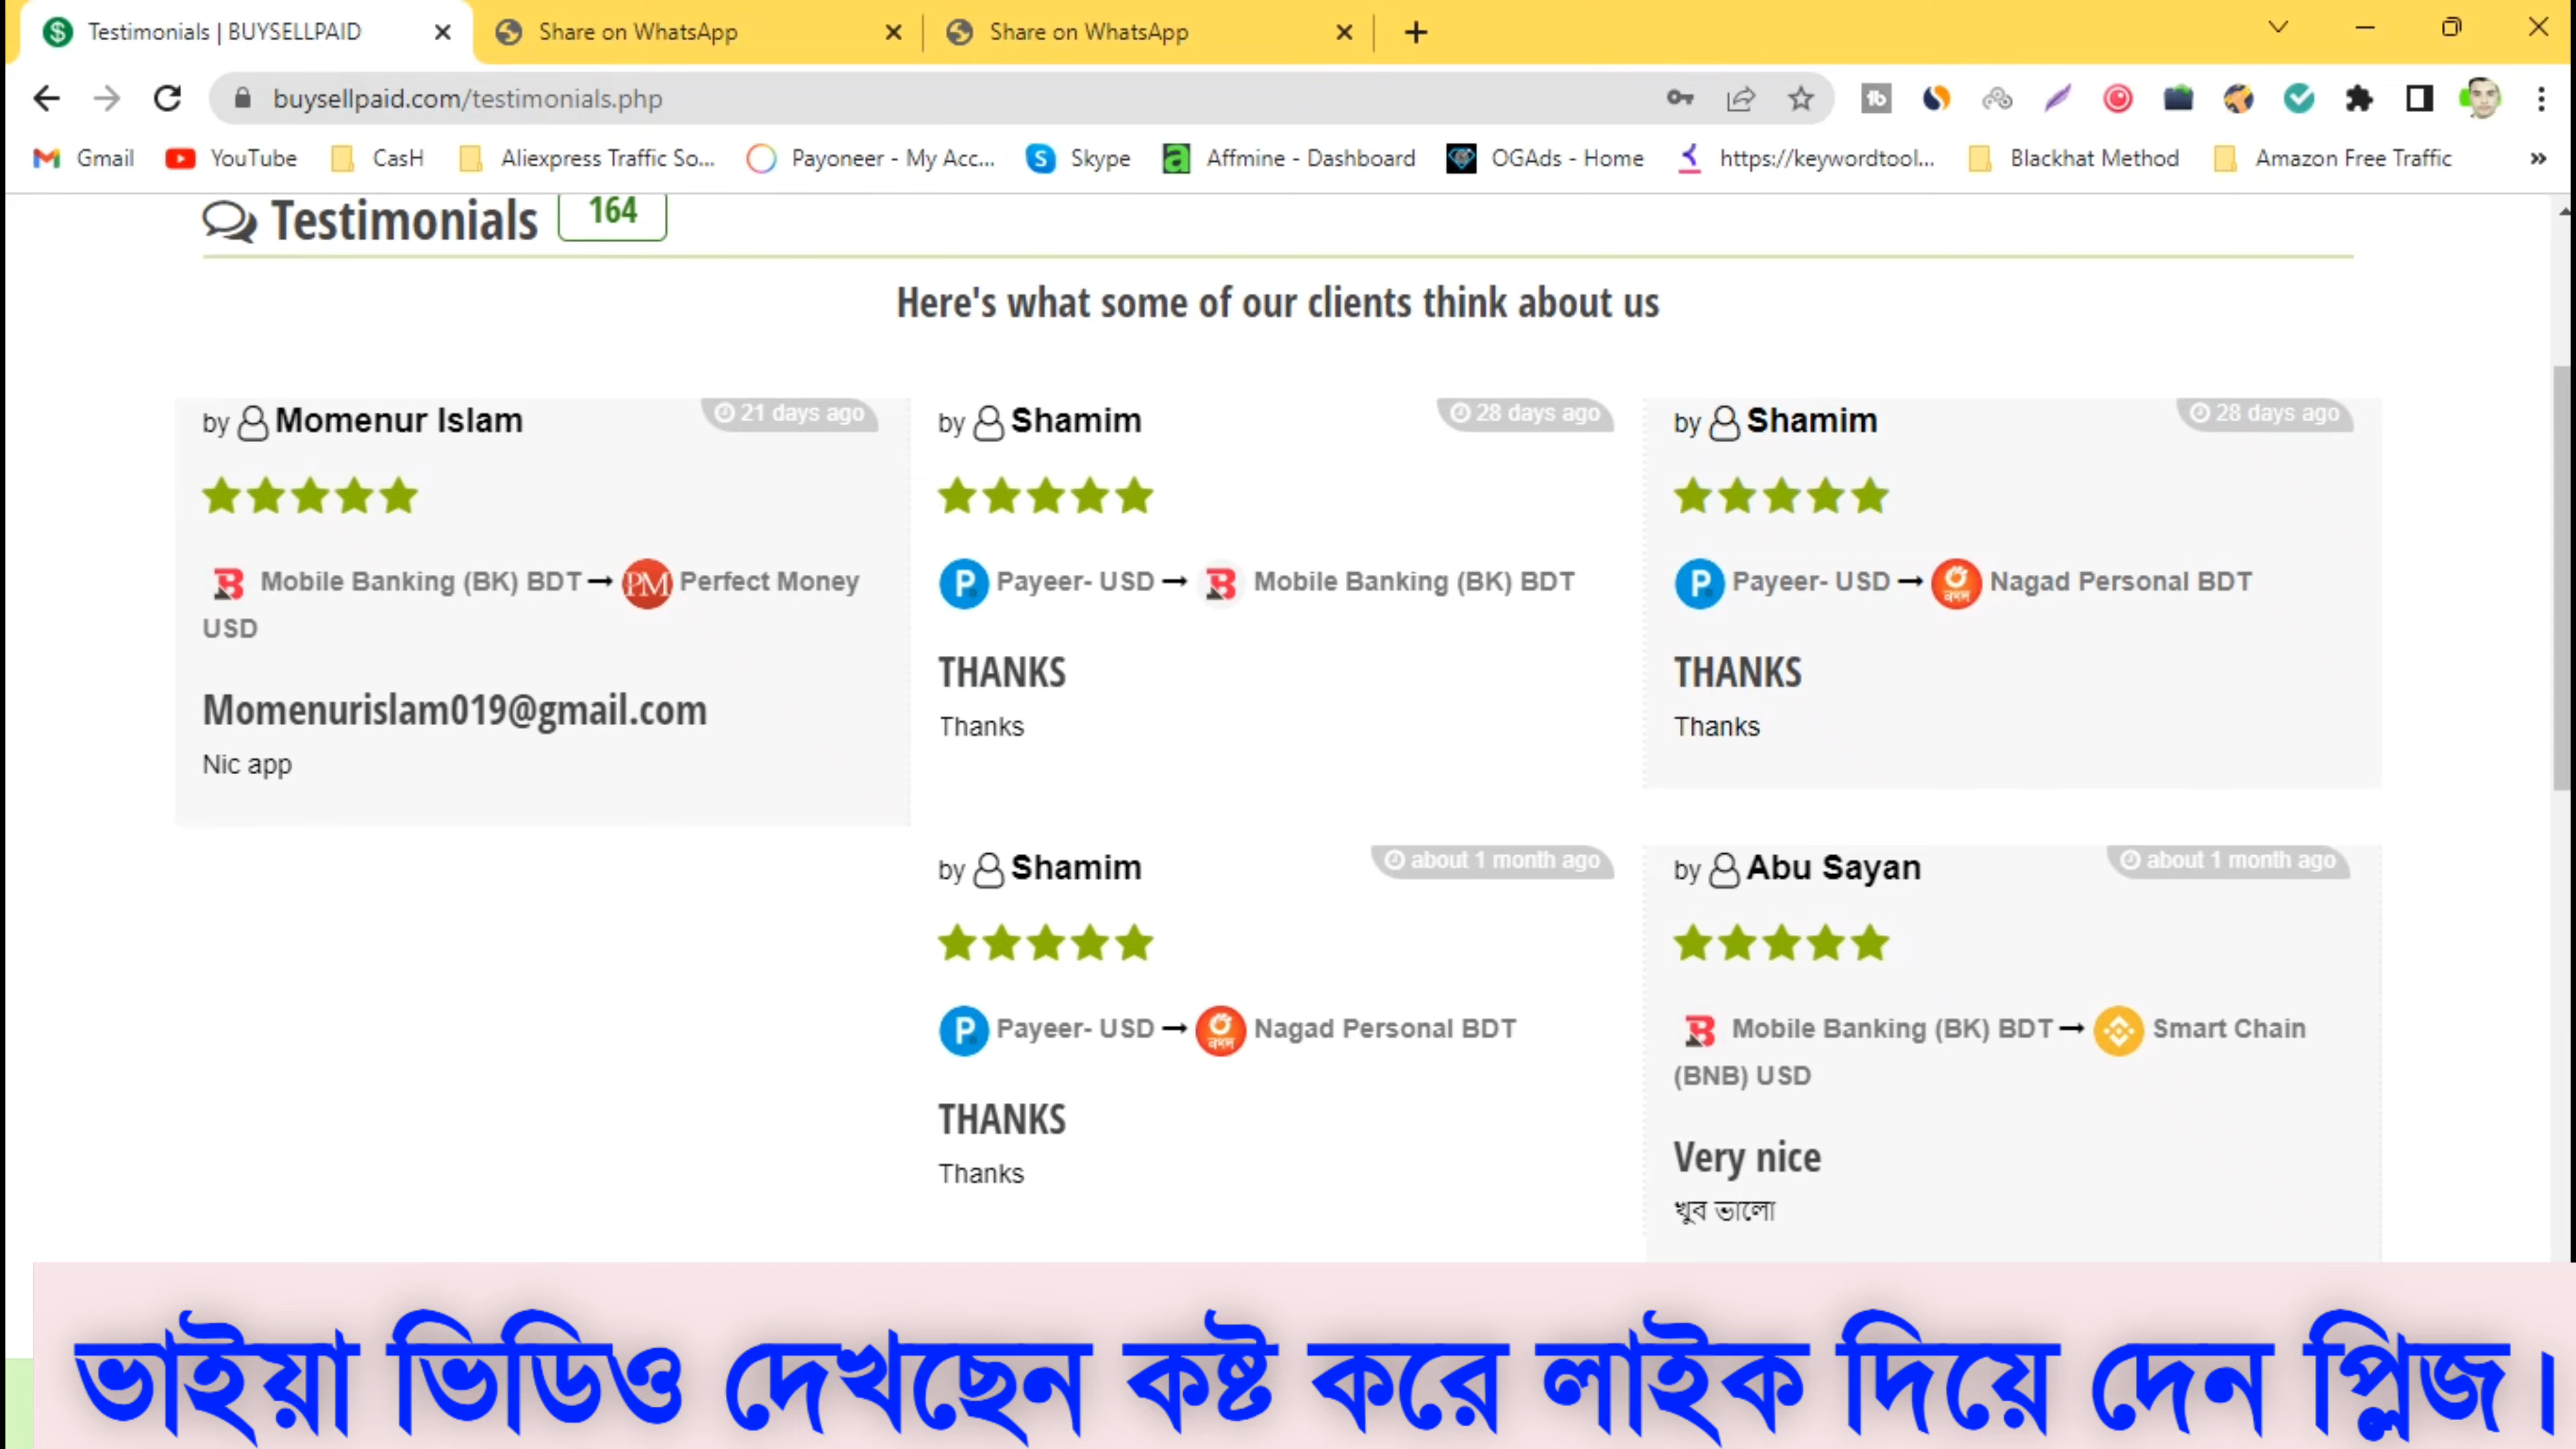 Testimonials | BUYSELLPAID
Share on WhatsApp
Share on WhatsApp
buysellpaid.com/testimonials.php
Gmail YouTube CasH Aliexpress Traffic So... Payoneer - My Acc... Skype Affmine - Dashboard OGAds - Home https://keywordtool... Blackhat Method Amazon Free Traffic »
Testimonials 164
Here's what some of our clients think about us
by Momenur Islam 21 days ago
Mobile Banking (BK) BDT → PM Perfect Money
USD
Momenurislam019@gmail.com
Nic app
by Shamim 28 days ago
Payeer- USD → Mobile Banking (BK) BDT
THANKS
Thanks
by Shamim 28 days ago
Payeer- USD → নগদ Nagad Personal BDT
THANKS
Thanks
by Shamim about 1 month ago
Payeer- USD → নগদ Nagad Personal BDT
THANKS
Thanks
by Abu Sayan about 1 month ago
Mobile Banking (BK) BDT → Smart Chain
(BNB) USD
Very nice
খুব ভালো
ভাইয়া ভিডিও দেখছেন কষ্ট করে লাইক দিয়ে দেন প্লিজ।